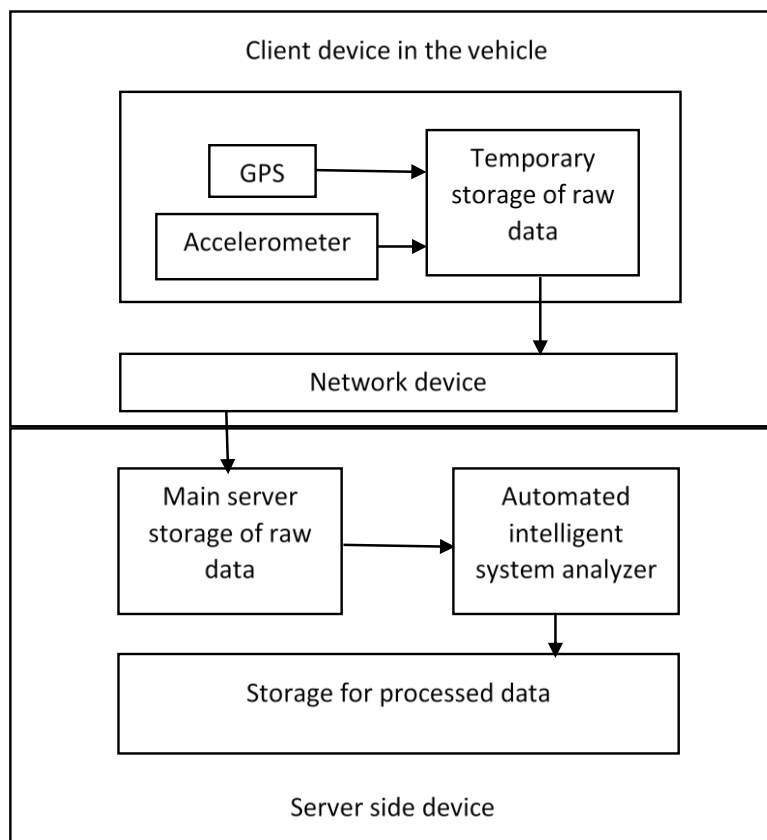 Client device in the vehicle
GPS
Temporary
storage of raw
data
Accelerometer
Network device
Main server
storage of raw
data
Automated
intelligent
system analyzer
Storage for processed data
Server side device